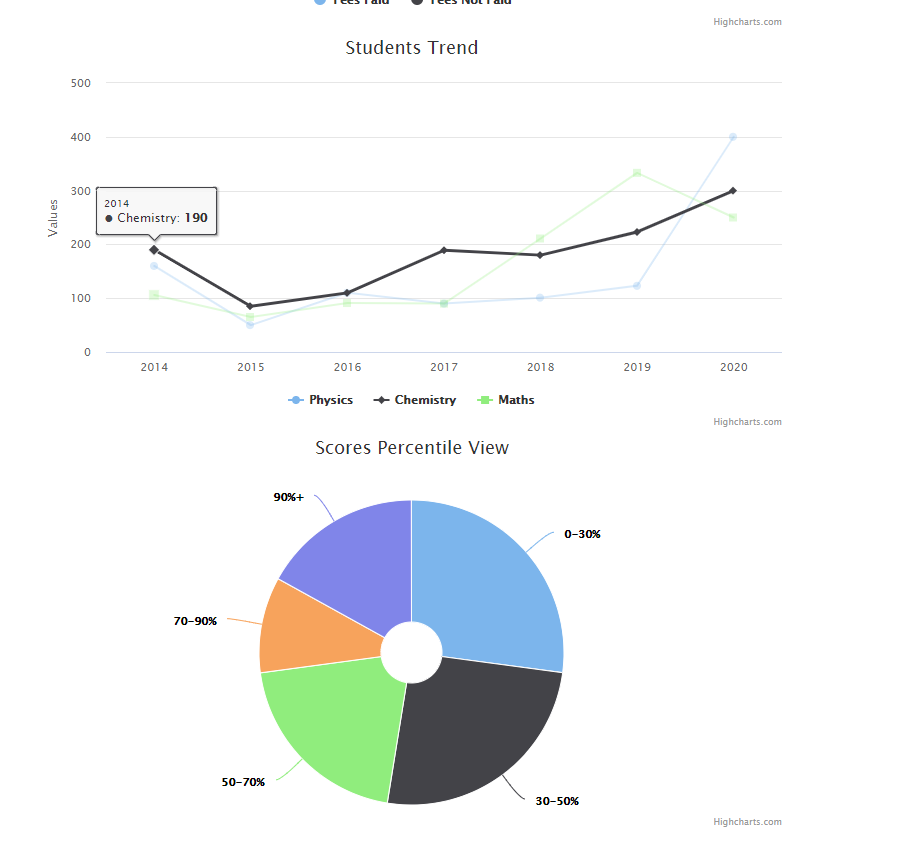 Fees Paid Fees Not Paid
Highcharts.com
Students Trend
Values
500
400
300
200
100
0
2014
● Chemistry: 190
2014 2015 2016 2017 2018 2019 2020
Physics Chemistry Maths
Highcharts.com
Scores Percentile View
90%+
0-30%
70-90%
50-70%
30-50%
Highcharts.com